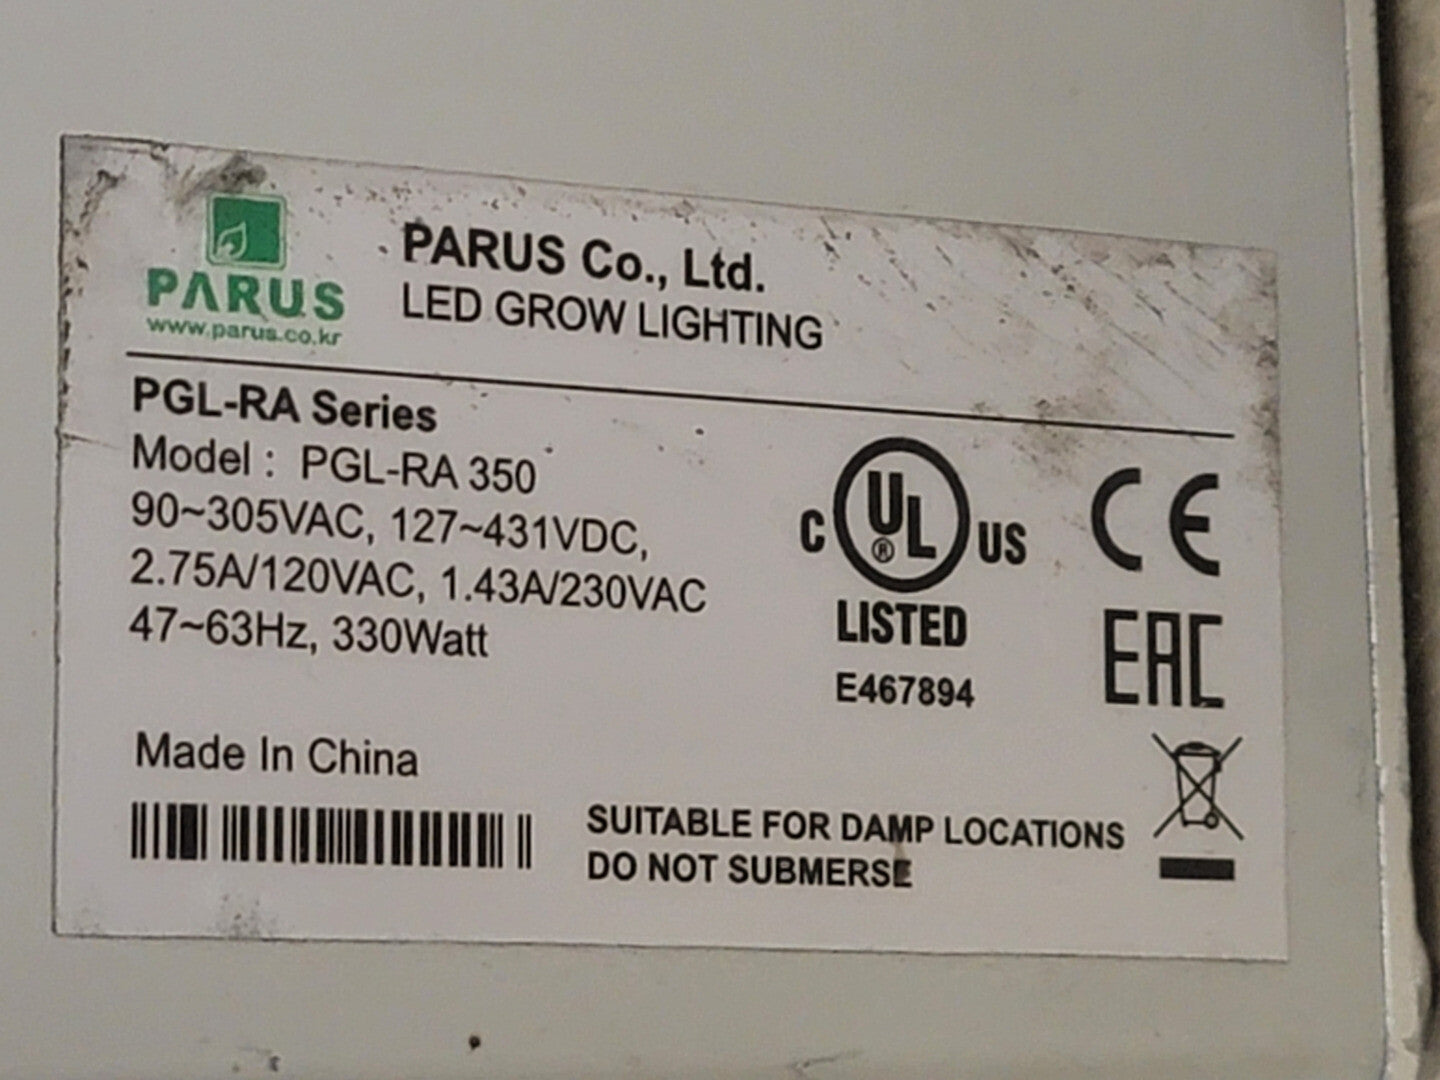 PARUS
www.parus.co.kr
PARUS Co., Ltd.
LED GROW LIGHTING
PGL-RA Series
Model : PGL-RA 350
90~305VAC, 127~431VDC,
2.75A/120VAC, 1.43A/230VAC
47~63Hz, 330Watt
C UL ® US
LISTED
E467894
CE
EAC
Made In China
SUITABLE FOR DAMP LOCATIONS
DO NOT SUBMERSE